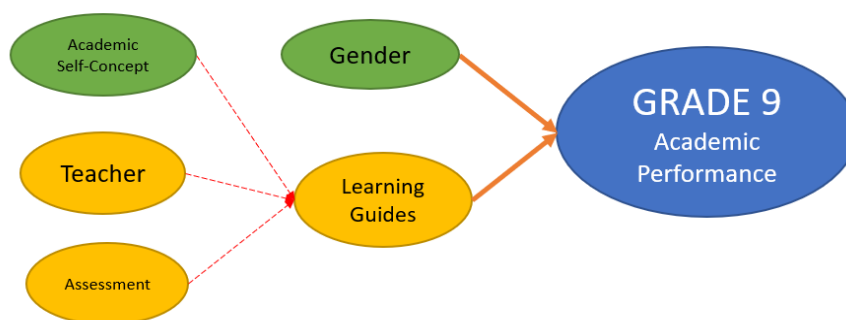 Academic
Self-Concept
Gender
GRADE 9
Academic
Performance
Teacher
Learning
Guides
Assessment